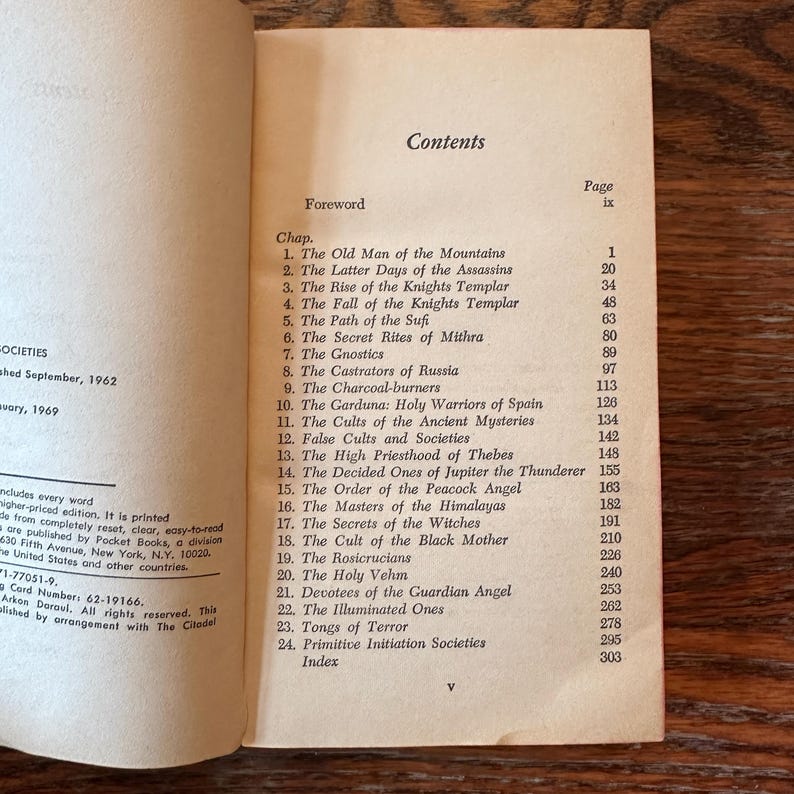 SOCIETIES
shed September, 1962
nuary, 1969
ncludes every word
igher-priced edition. It is printed
de from completely reset, clear, easy-to-read
s are published by Pocket Books, a division
630 Fifth Avenue, New York, N.Y. 10020.
he United States and other countries.
71-77051-9.
g Card Number: 62-19166.
Arkon Daraul. All rights reserved. This
blished by arrangement with The Citadel
Contents
Page
Foreword ix
Chap.
1. The Old Man of the Mountains 1
2. The Latter Days of the Assassins 20
3. The Rise of the Knights Templar 34
4. The Fall of the Knights Templar 48
5. The Path of the Sufi 63
6. The Secret Rites of Mithra 80
7. The Gnostics 89
8. The Castrators of Russia 97
9. The Charcoal-burners 113
10. The Garduna: Holy Warriors of Spain 126
11. The Cults of the Ancient Mysteries 134
12. False Cults and Societies 142
13. The High Priesthood of Thebes 148
14. The Decided Ones of Jupiter the Thunderer 155
15. The Order of the Peacock Angel 163
16. The Masters of the Himalayas 182
17. The Secrets of the Witches 191
18. The Cult of the Black Mother 210
19. The Rosicrucians 226
20. The Holy Vehm 240
21. Devotees of the Guardian Angel 253
22. The Illuminated Ones 262
23. Tongs of Terror 278
24. Primitive Initiation Societies 295
Index 303
v